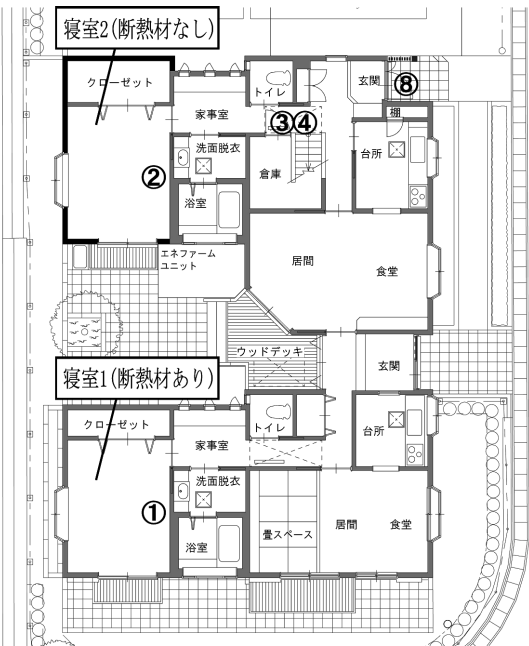 寝室2(断熱材なし)
クローゼット
トイレ
玄関
⑧
家事室
③④
棚
洗面脱衣
台所
②
倉庫
浴室
エネファーム
ユニット
居間
食堂
ウッドデッキ
玄関
寝室1(断熱材あり)
クローゼット
トイレ
台所
家事室
洗面脱衣
①
畳スペース
居間
食堂
浴室